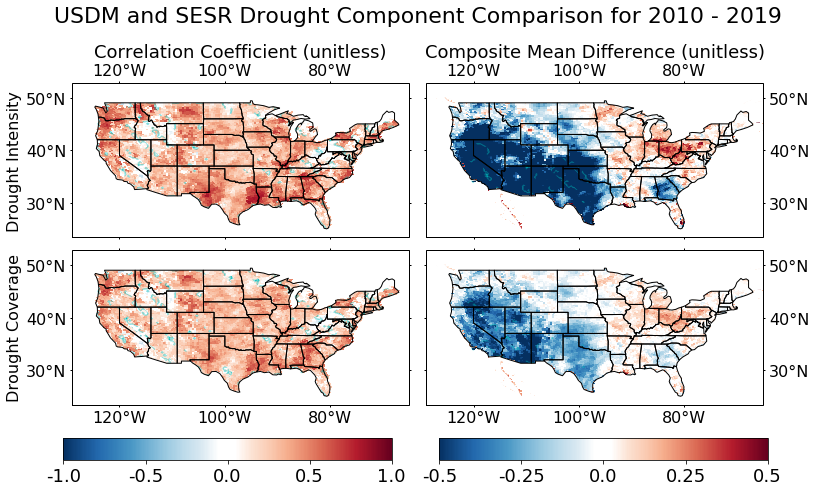 USDM and SESR Drought Component Comparison for 2010 - 2019
Correlation Coefficient (unitless) Composite Mean Difference (unitless)
120°W 100°W 80°W 120°W 100°W 80°W
Drought Intensity
50°N 50°N
40°N 40°N
30°N 30°N
Drought Coverage
50°N 50°N
40°N 40°N
30°N 30°N
120°W 100°W 80°W 120°W 100°W 80°W
-1.0 -0.5 0.0 0.5 1.0 -0.5 -0.25 0.0 0.25 0.5